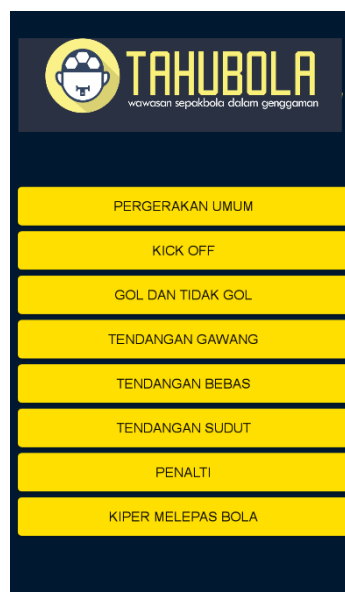 TAHUBOLA
wawasan sepakbola dalam genggaman
PERGERAKAN UMUM
KICK OFF
GOL DAN TIDAK GOL
TENDANGAN GAWANG
TENDANGAN BEBAS
TENDANGAN SUDUT
PENALTI
KIPER MELEPAS BOLA